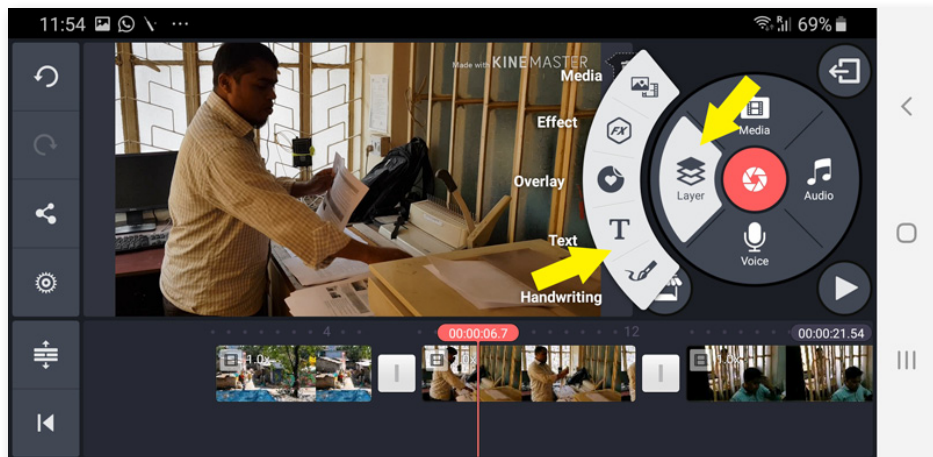 11:54
69%
Made with KINEMASTER
Media
Effect
Overlay
Text
Handwriting
FX
T
Media
Layer
Audio
Voice
4
00:00:06.7
12
00:00:21.54
1.0x
1.0x
1.0x